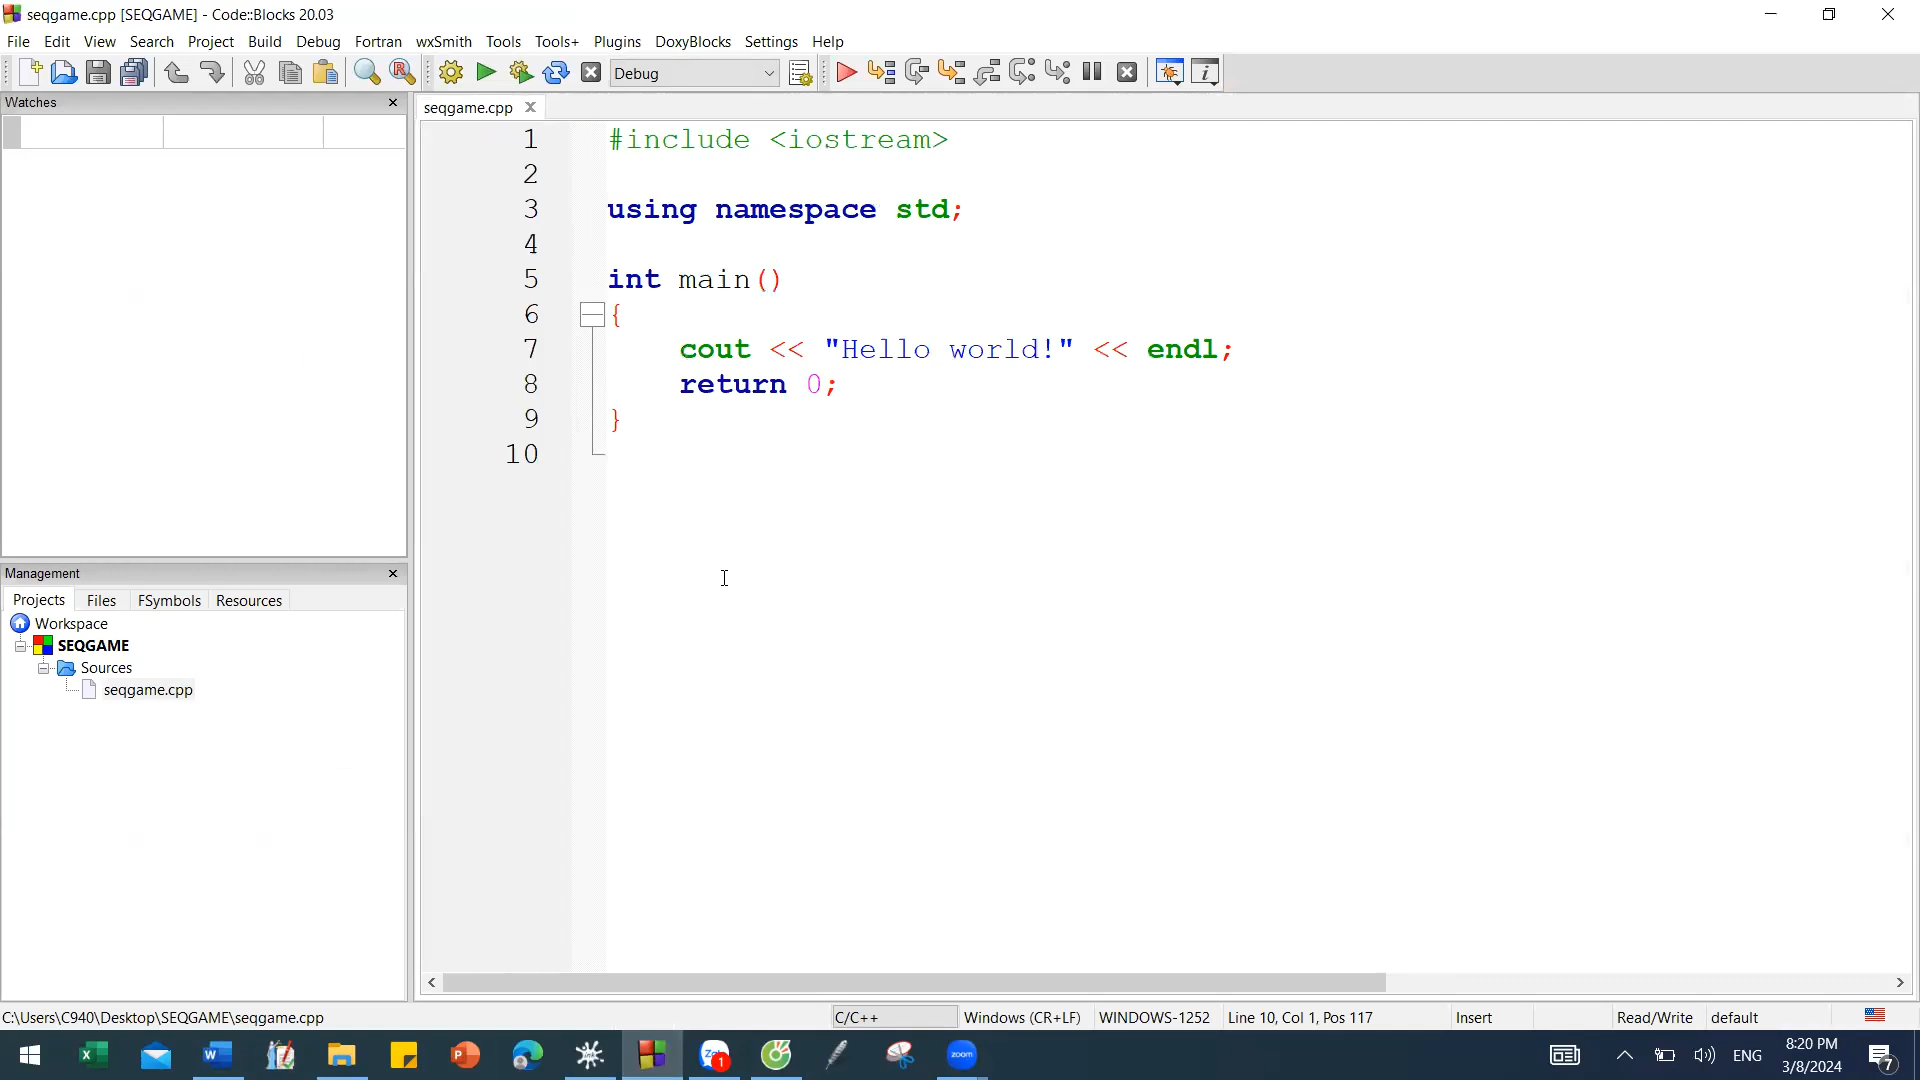 seqgame.cpp [SEQGAME] - Code::Blocks 20.03
File Edit View Search Project Build Debug Fortran wxSmith Tools Tools+ Plugins DoxyBlocks Settings Help
Debug
Watches
seqgame.cpp
1 #include <iostream>
2
3 using namespace std;
4
5 int main()
6 {
7 cout << "Hello world!" << endl;
8 return 0;
9 }
10
Management
Projects Files FSymbols Resources
Workspace
SEQGAME
Sources
seqgame.cpp
C:\Users\C940\Desktop\SEQGAME\seqgame.cpp C/C++ Windows (CR+LF) WINDOWS-1252 Line 10, Col 1, Pos 117 Insert Read/Write default
ENG
8:20 PM
3/8/2024
7
1
zoom